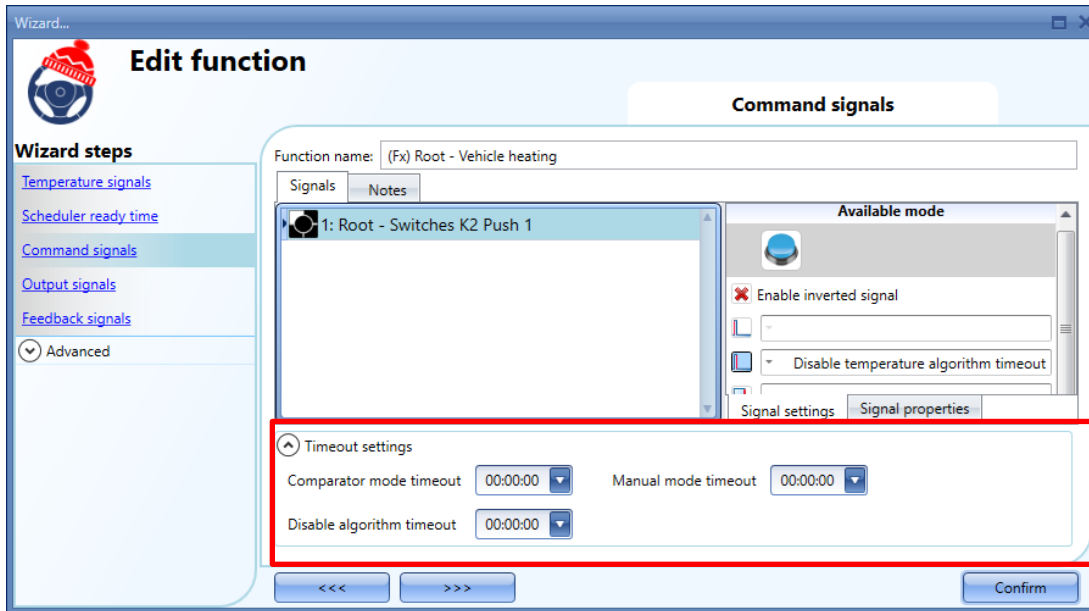 Wizard...
Edit function
Command signals
Wizard steps
Temperature signals
Scheduler ready time
Command signals
Output signals
Feedback signals
Advanced
Function name: (Fx) Root - Vehicle heating
Signals Notes
1: Root - Switches K2 Push 1
Available mode
Enable inverted signal
Disable temperature algorithm timeout
Signal settings Signal properties
Timeout settings
Comparator mode timeout 00:00:00 Manual mode timeout 00:00:00
Disable algorithm timeout 00:00:00
<<< >>> Confirm